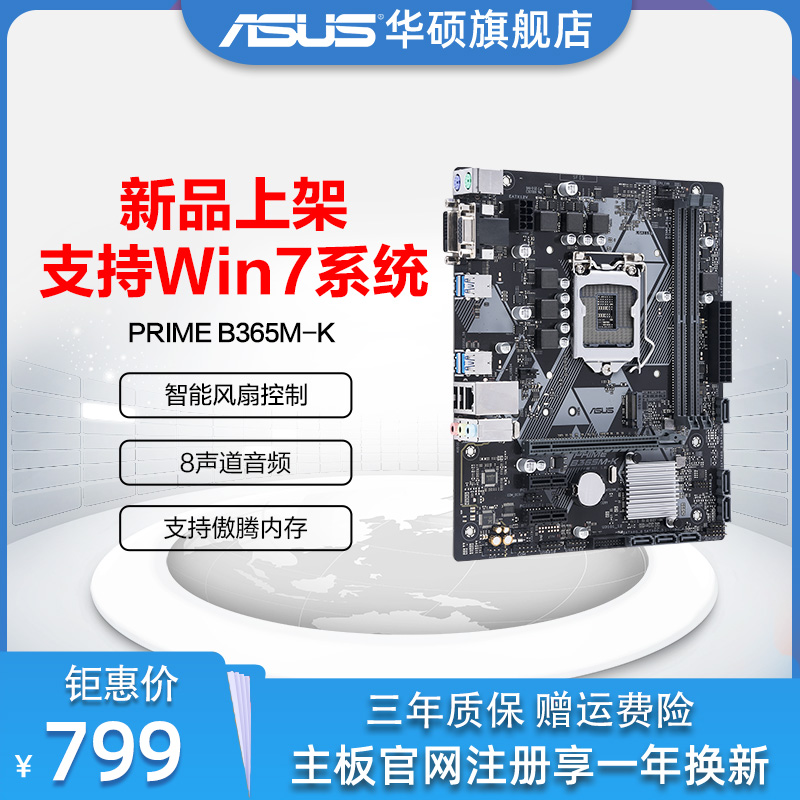 ASUS 华硕旗舰店
新品上架
支持Win7系统
PRIME B365M-K
智能风扇控制
8声道音频
支持傲腾内存
ASUS
PRIME
钜惠价
¥ 799
三年质保 赠运费险
主板官网注册享一年换新